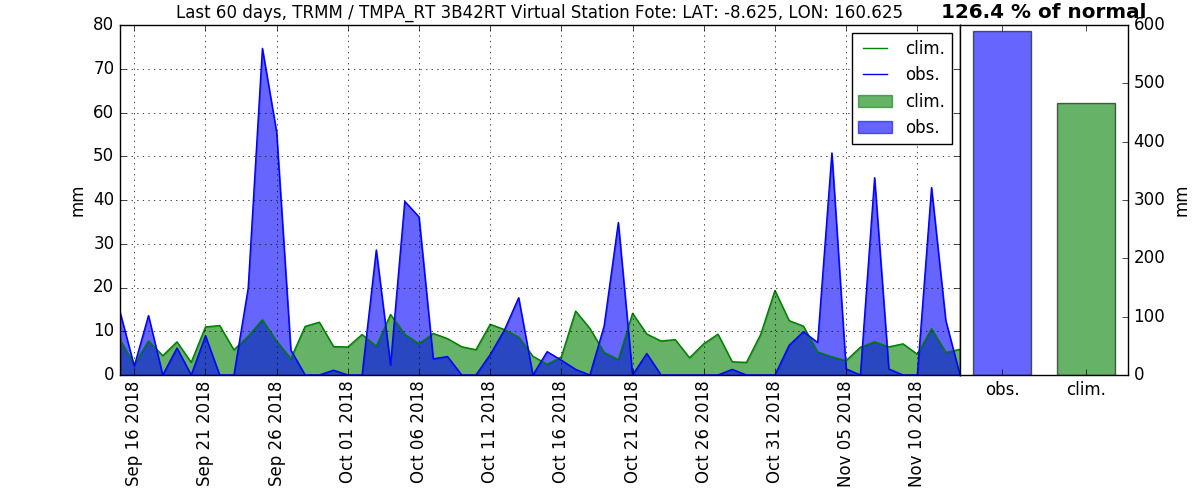 Last 60 days, TRMM / TMPA_RT 3B42RT Virtual Station Fote: LAT: -8.625, LON: 160.625
126.4 % of normal
80
70
60
50
40
30
20
10
0
mm
clim.
obs.
clim.
obs.
600
500
400
300
200
100
0
mm
obs.
clim.
Sep 16 2018
Sep 21 2018
Sep 26 2018
Oct 01 2018
Oct 06 2018
Oct 11 2018
Oct 16 2018
Oct 21 2018
Oct 26 2018
Oct 31 2018
Nov 05 2018
Nov 10 2018